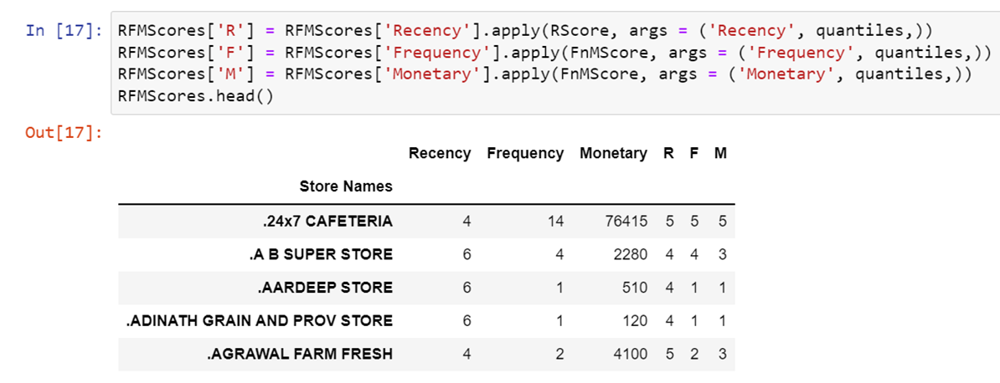 In [17]: RFMScores['R'] = RFMScores['Recency'].apply(RScore, args = ('Recency', quantiles,))
RFMScores['F'] = RFMScores['Frequency'].apply(FnMScore, args = ('Frequency', quantiles,))
RFMScores['M'] = RFMScores['Monetary'].apply(FnMScore, args = ('Monetary', quantiles,))
RFMScores.head()
Out[17]:
Recency Frequency Monetary R F M
Store Names
.24x7 CAFETERIA 4 14 76415 5 5 5
.A B SUPER STORE 6 4 2280 4 4 3
.AARDEEP STORE 6 1 510 4 1 1
.ADINATH GRAIN AND PROV STORE 6 1 120 4 1 1
.AGRAWAL FARM FRESH 4 2 4100 5 2 3